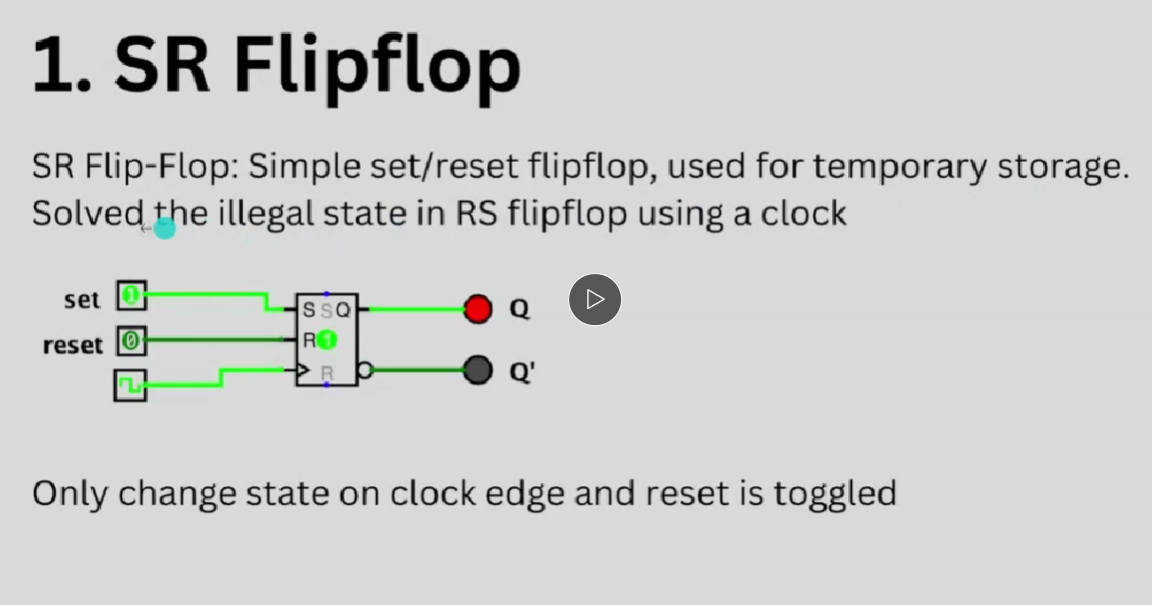 1. SR Flipflop
SR Flip-Flop: Simple set/reset flipflop, used for temporary storage.
Solved the illegal state in RS flipflop using a clock
set 1 S S Q Q
reset 0 R 1
R Q'
Only change state on clock edge and reset is toggled